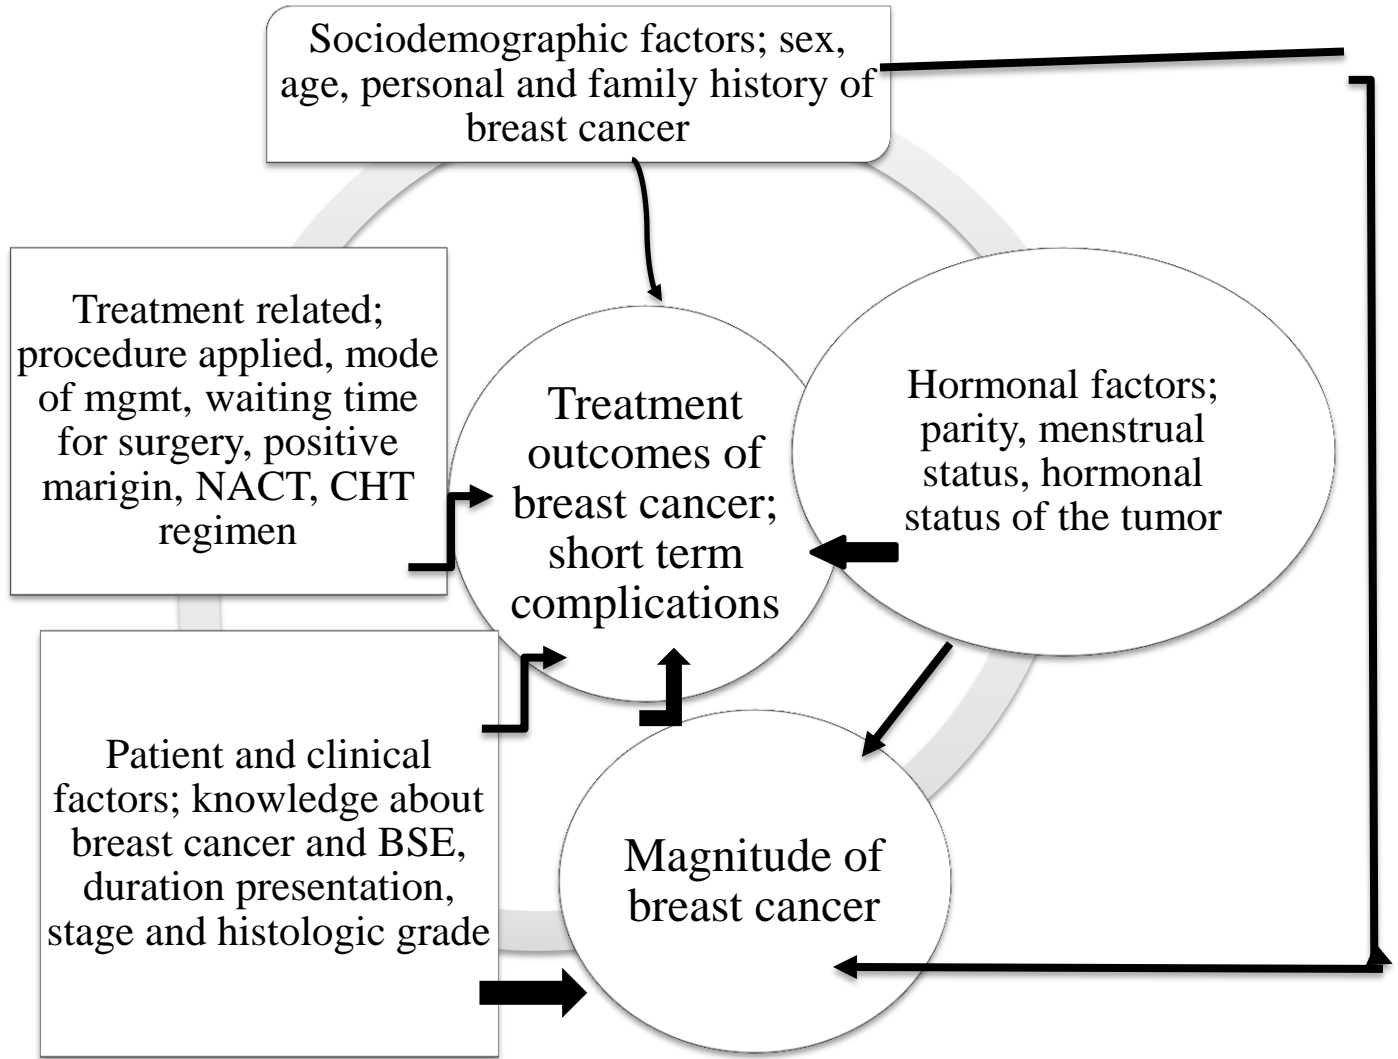 Sociodemographic factors; sex,
age, personal and family history of
breast cancer
Treatment related;
procedure applied, mode
of mgmt, waiting time
for surgery, positive
marigin, NACT, CHT
regimen
Treatment
outcomes of
breast cancer;
short term
complications
Hormonal factors;
parity, menstrual
status, hormonal
status of the tumor
Patient and clinical
factors; knowledge about
breast cancer and BSE,
duration presentation,
stage and histologic grade
Magnitude of
breast cancer